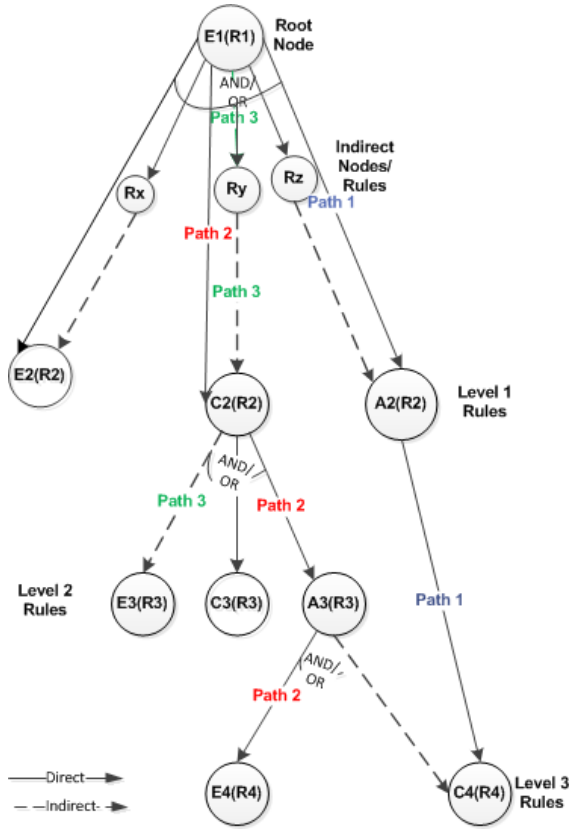 E1(R1)
Root
Node
AND/
OR
Path 3
Indirect
Nodes/
Rules
Rx
Ry
Rz
Path 1
Path 2
Path 3
E2(R2)
C2(R2)
A2(R2)
Level 1
Rules
AND/
OR
Path 3
Path 2
Level 2
Rules
E3(R3)
C3(R3)
A3(R3)
Path 1
AND/
OR
Path 2
Direct
Indirect
E4(R4)
C4(R4)
Level 3
Rules